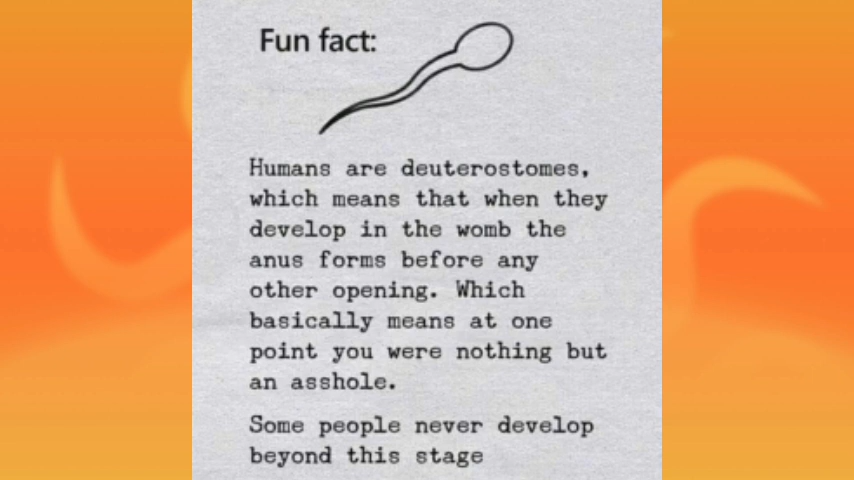 Fun fact:
Humans are deuterostomes,
which means that when they
develop in the womb the
anus forms before any
other opening. Which
basically means at one
point you were nothing but
an asshole.
Some people never develop
beyond this stage